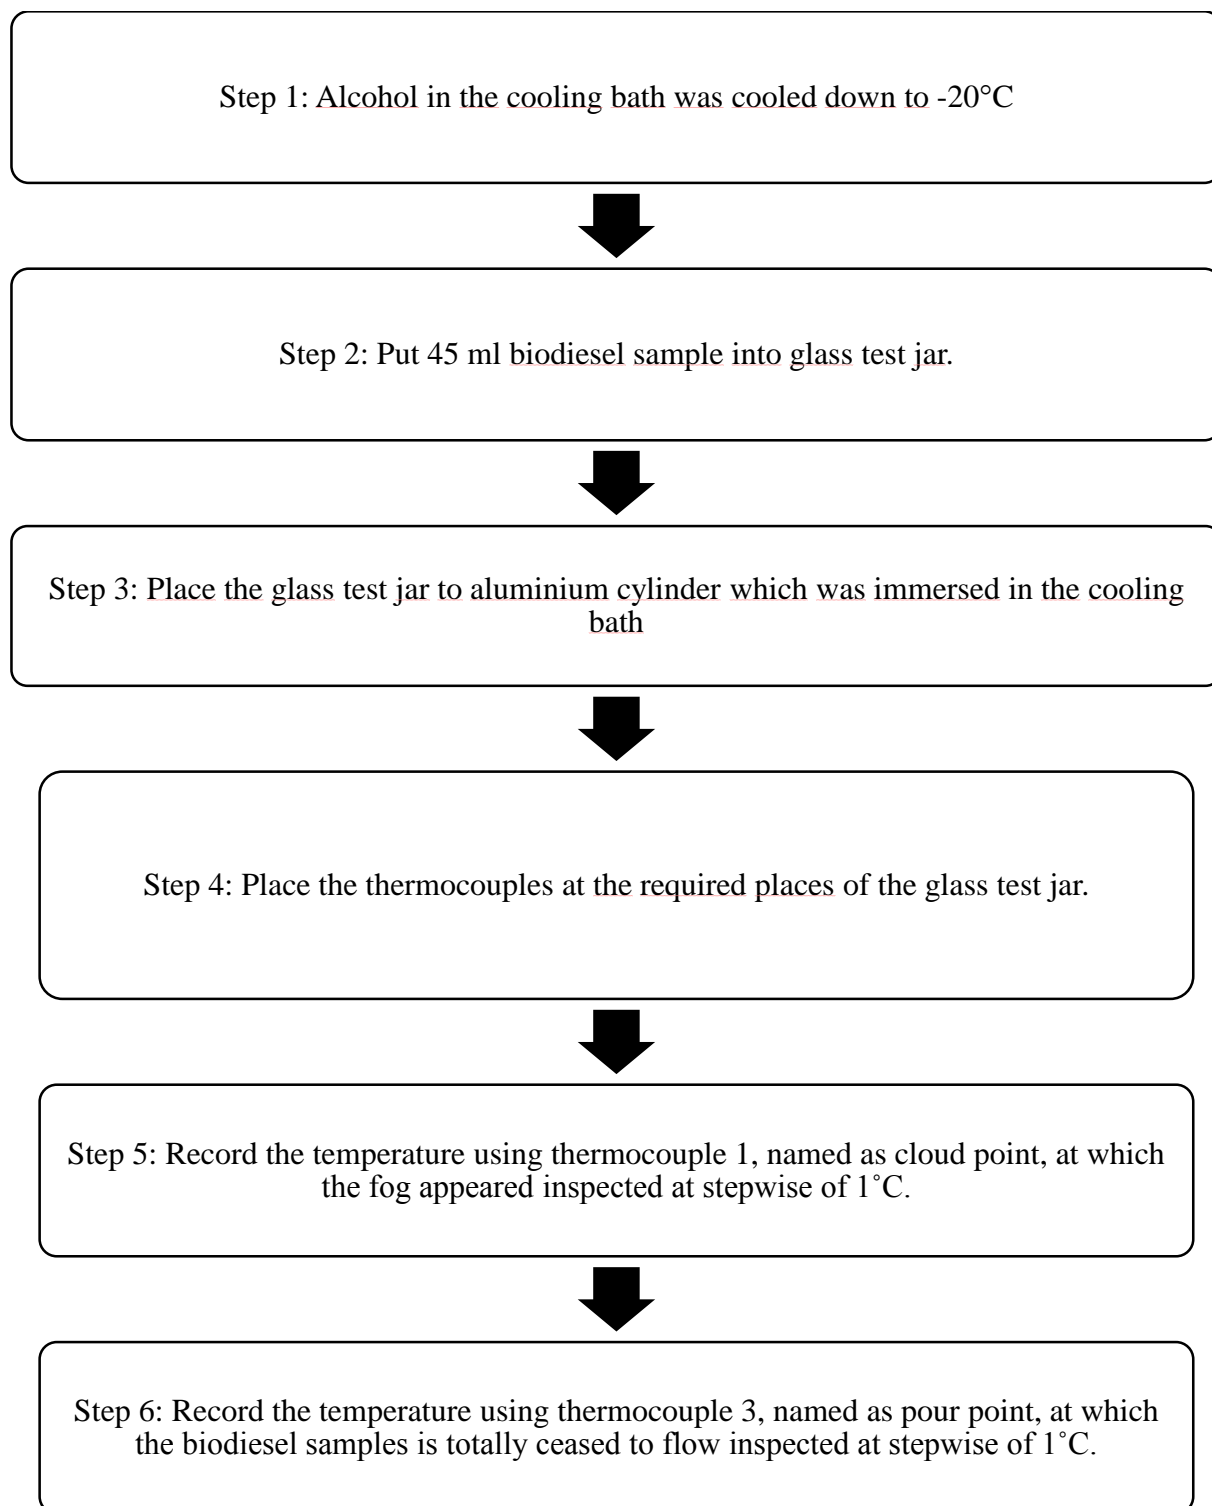 Step 1: Alcohol in the cooling bath was cooled down to -20°C
Step 2: Put 45 ml biodiesel sample into glass test jar.
Step 3: Place the glass test jar to aluminium cylinder which was immersed in the cooling
bath
Step 4: Place the thermocouples at the required places of the glass test jar.
Step 5: Record the temperature using thermocouple 1, named as cloud point, at which
the fog appeared inspected at stepwise of 1˚C.
Step 6: Record the temperature using thermocouple 3, named as pour point, at which
the biodiesel samples is totally ceased to flow inspected at stepwise of 1˚C.